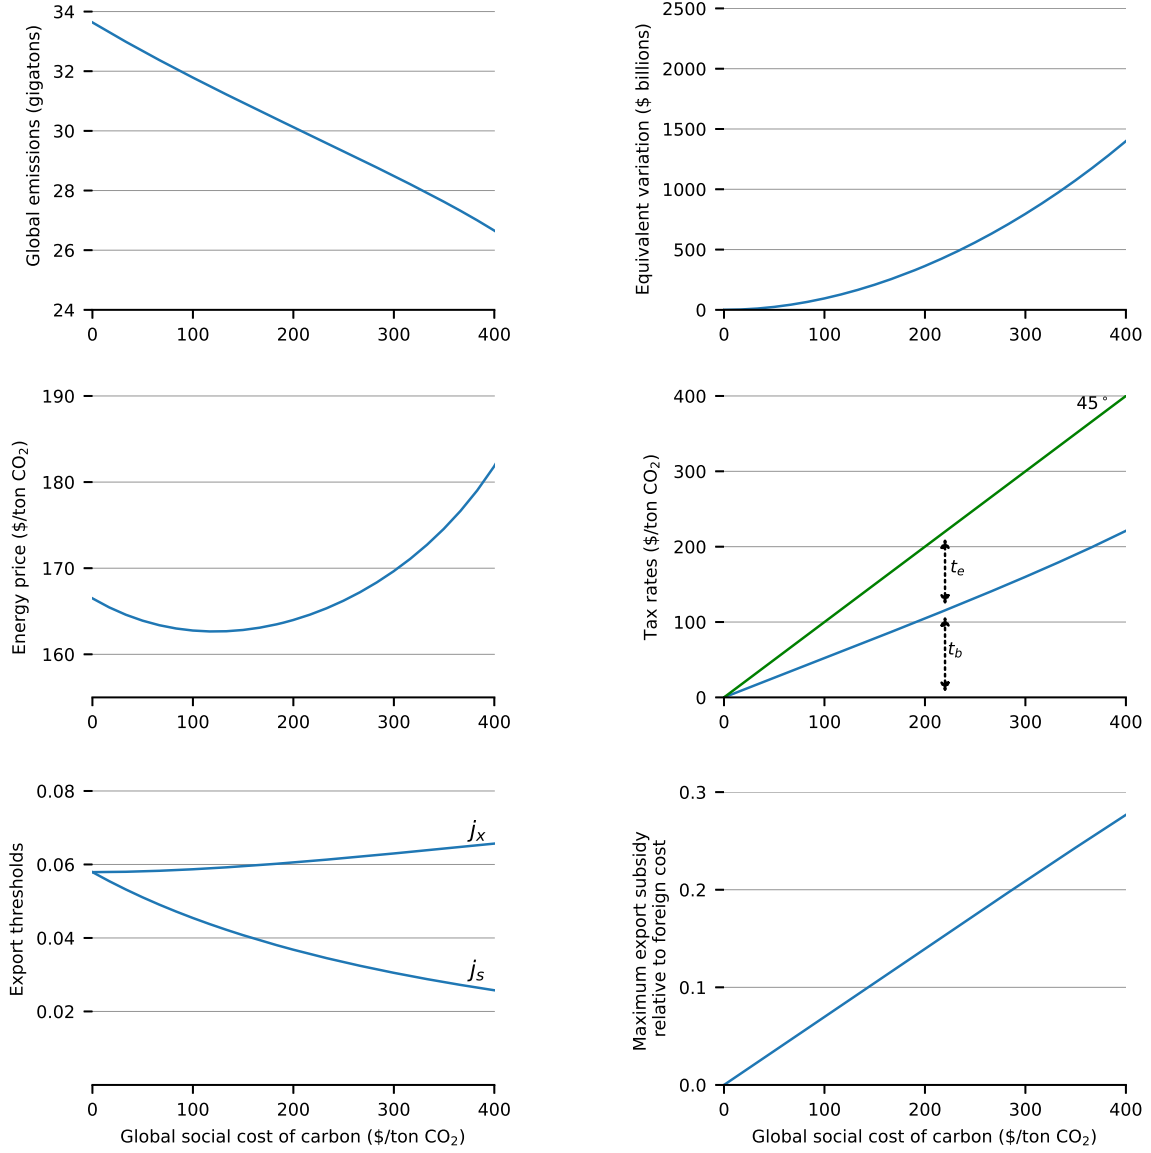 Global emissions (gigatons)
34
32
30
28
26
24
0 100 200 300 400
Equivalent variation ($ billions)
2500
2000
1500
1000
500
0
0 100 200 300 400
Energy price ($/ton CO₂)
190
180
170
160
0 100 200 300 400
Tax rates ($/ton CO₂)
400
300
200
100
0
45°
tₑ
t_b
0 100 200 300 400
Export thresholds
0.08
0.06
0.04
0.02
jₓ
jₛ
0 100 200 300 400
Global social cost of carbon ($/ton CO₂)
Maximum export subsidy
relative to foreign cost
0.3
0.2
0.1
0.0
0 100 200 300 400
Global social cost of carbon ($/ton CO₂)